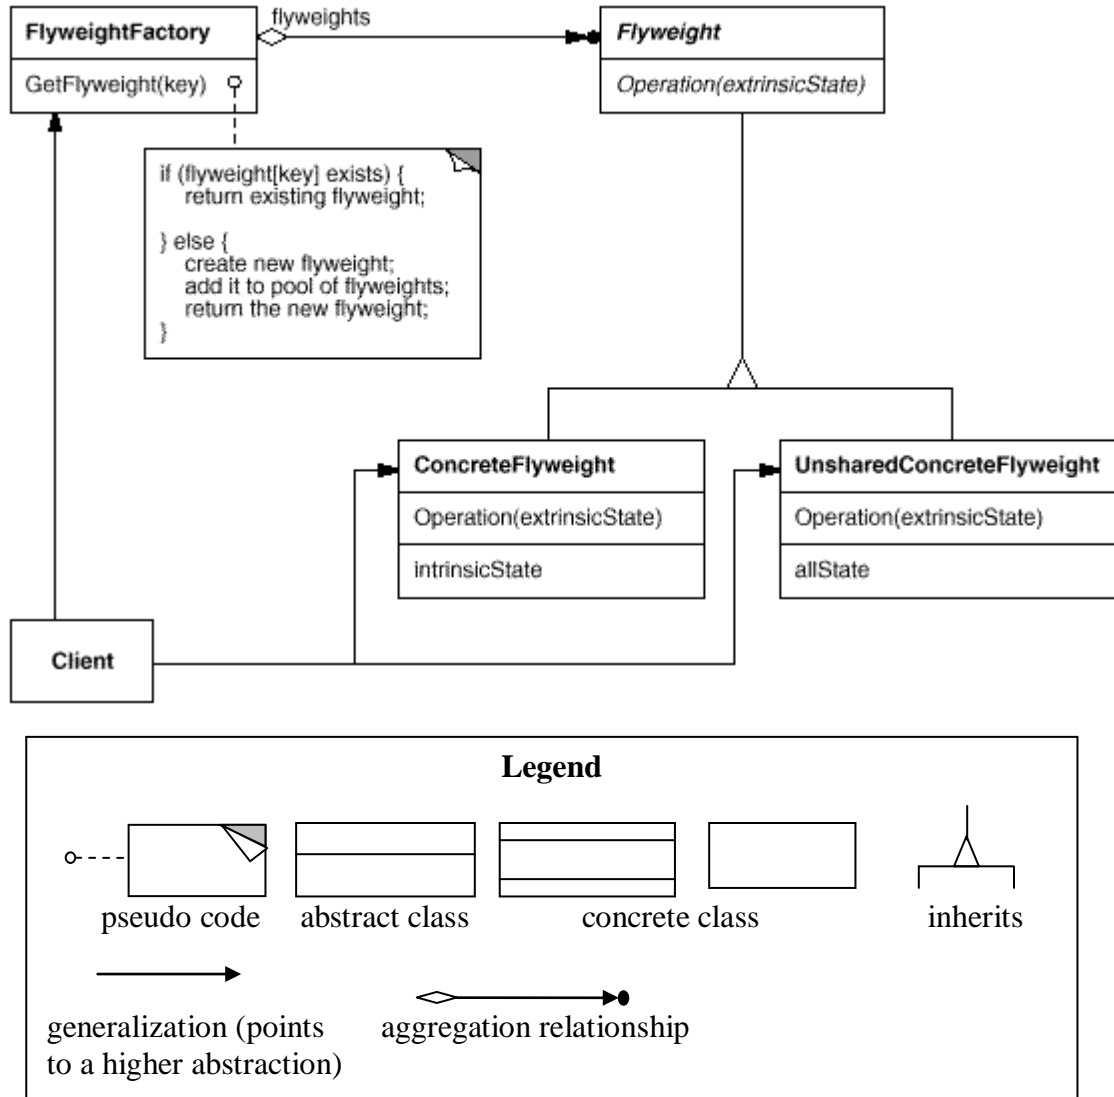 flyweights
FlyweightFactory
GetFlyweight(key)
Flyweight
Operation(extrinsicState)
if (flyweight[key] exists) {
return existing flyweight;
} else {
create new flyweight;
add it to pool of flyweights;
return the new flyweight;
}
ConcreteFlyweight
Operation(extrinsicState)
intrinsicState
UnsharedConcreteFlyweight
Operation(extrinsicState)
allState
Client
Legend
pseudo code
abstract class
concrete class
inherits
generalization (points
to a higher abstraction)
aggregation relationship